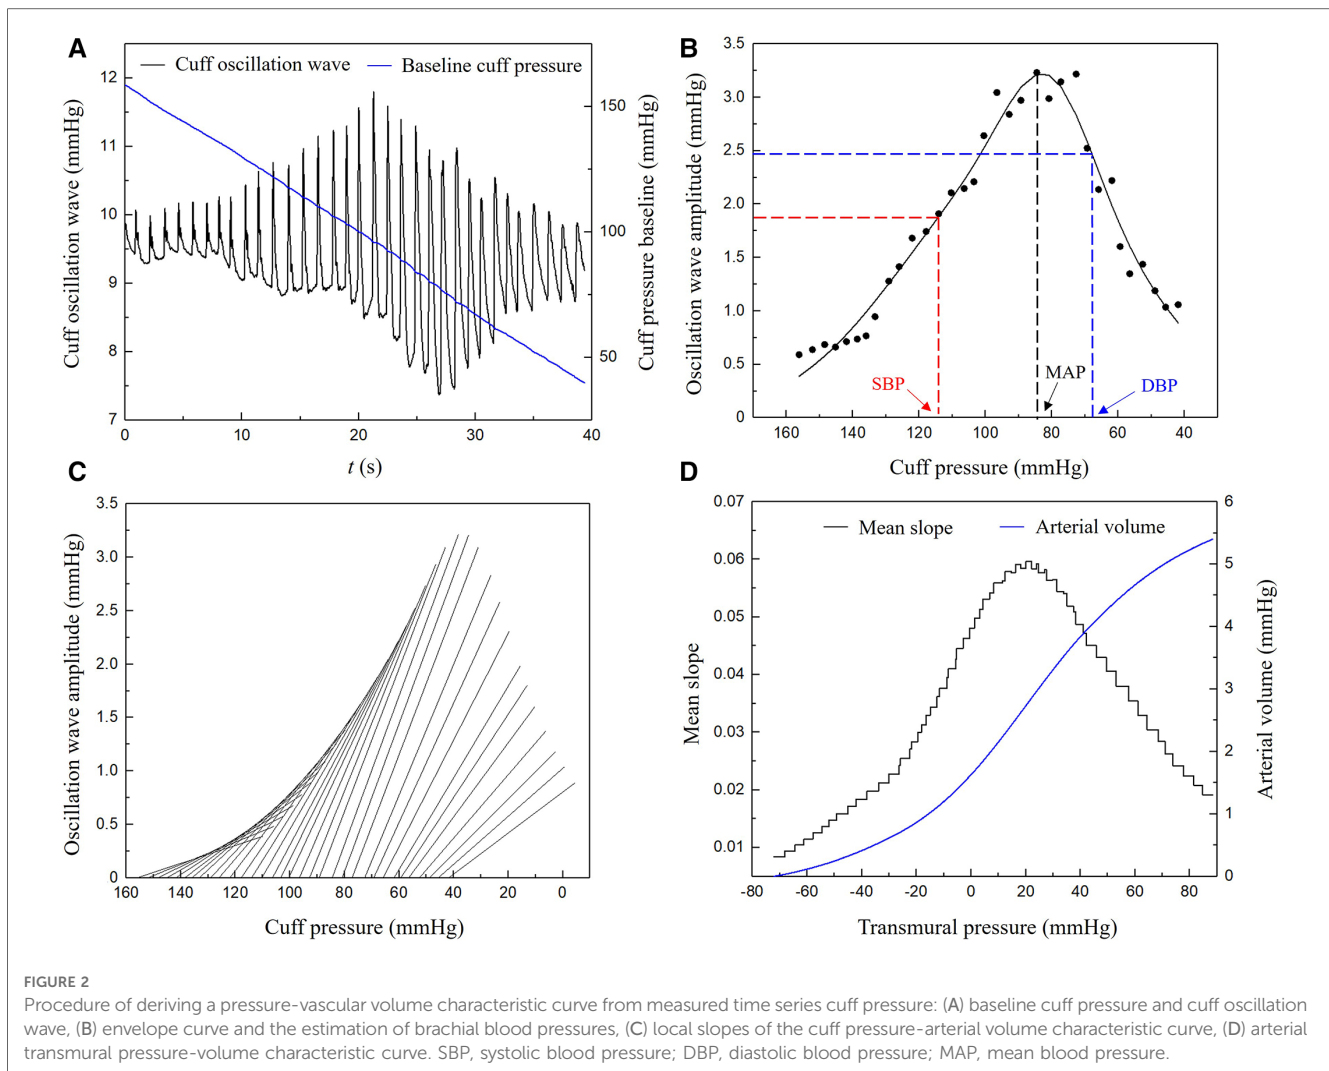 A
Cuff oscillation wave
Baseline cuff pressure
Cuff oscillation wave (mmHg)
12
11
10
9
8
7
150
100
50
Cuff pressure baseline (mmHg)
0
10
20
30
40
t (s)
B
Oscillation wave amplitude (mmHg)
3.5
3.0
2.5
2.0
1.5
1.0
0.5
0
SBP
MAP
DBP
160
140
120
100
80
60
40
Cuff pressure (mmHg)
C
Oscillation wave amplitude (mmHg)
3.5
3.0
2.5
2.0
1.5
1.0
0.5
0
160
140
120
100
80
60
40
20
0
Cuff pressure (mmHg)
D
Mean slope
Arterial volume
Mean slope
0.07
0.06
0.05
0.04
0.03
0.02
0.01
6
5
4
3
2
1
0
Arterial volume (mmHg)
-80
-60
-40
-20
0
20
40
60
80
Transmural pressure (mmHg)
FIGURE 2
Procedure of deriving a pressure-vascular volume characteristic curve from measured time series cuff pressure: (A) baseline cuff pressure and cuff oscillation
wave, (B) envelope curve and the estimation of brachial blood pressures, (C) local slopes of the cuff pressure-arterial volume characteristic curve, (D) arterial
transmural pressure-volume characteristic curve. SBP, systolic blood pressure; DBP, diastolic blood pressure; MAP, mean blood pressure.